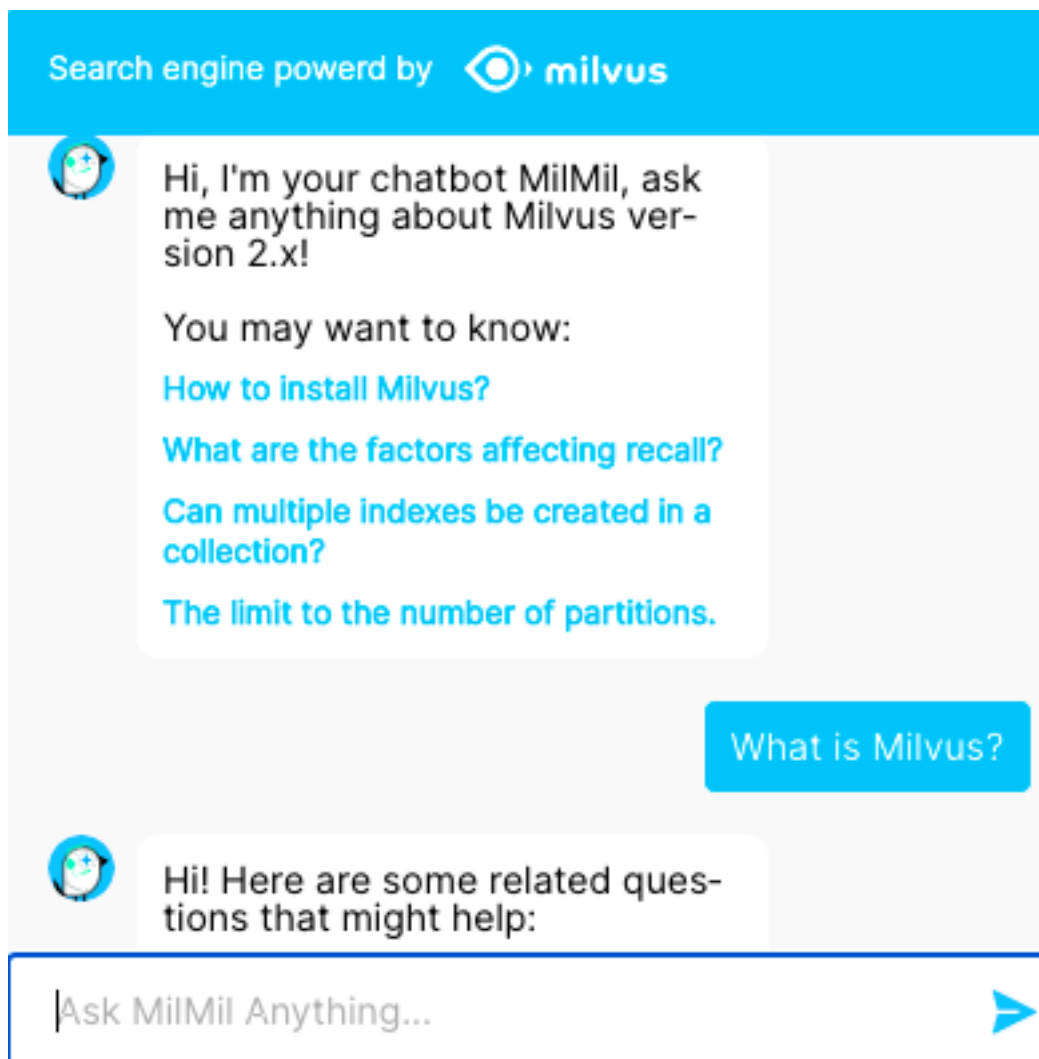 Search engine powerd by milvus
Hi, I'm your chatbot MilMil, ask
me anything about Milvus ver-
sion 2.x!
You may want to know:
How to install Milvus?
What are the factors affecting recall?
Can multiple indexes be created in a
collection?
The limit to the number of partitions.
What is Milvus?
Hi! Here are some related ques-
tions that might help:
Ask MilMil Anything...